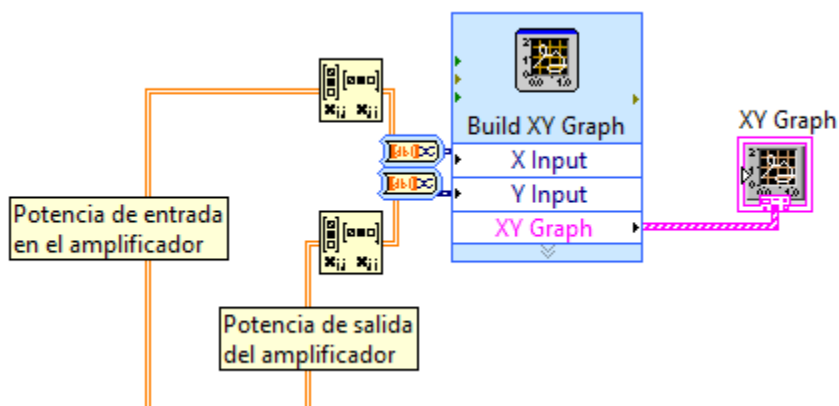 Build XY Graph
X Input
Y Input
XY Graph
XY Graph
Potencia de entrada
en el amplificador
Potencia de salida
del amplificador